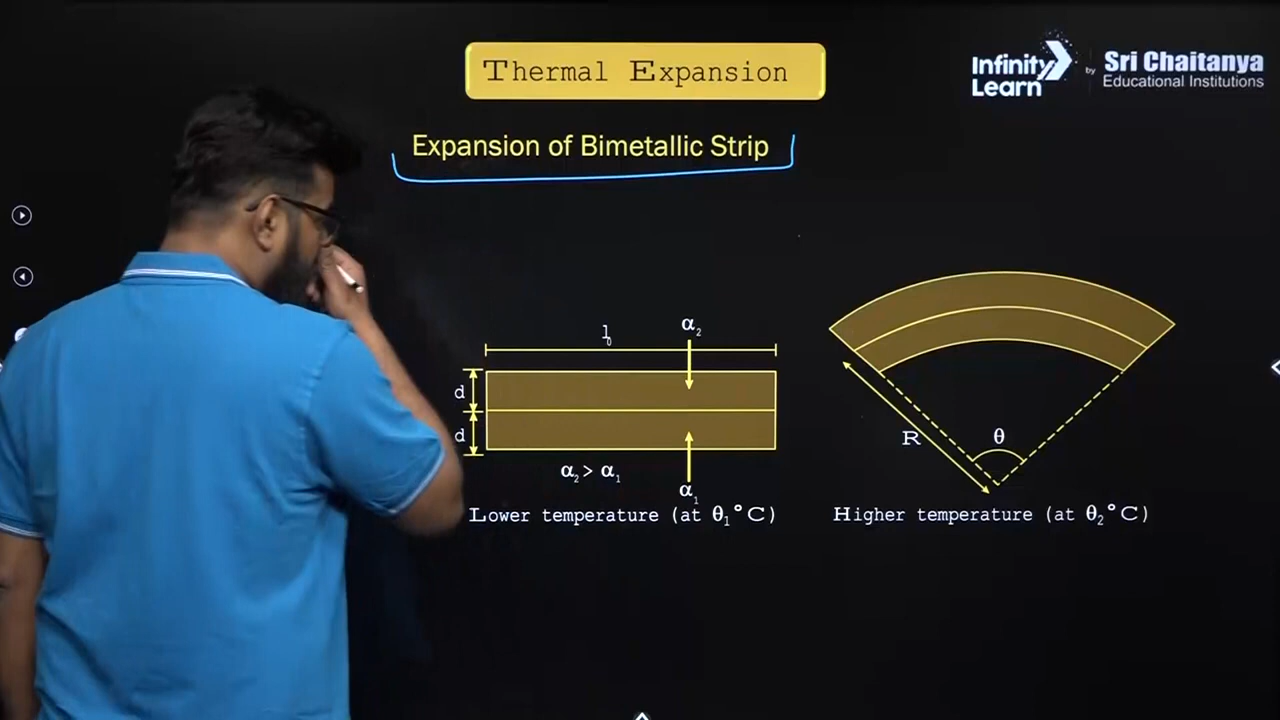 Thermal Expansion
Infinity Learn
by
Sri Chaitanya
Educational Institutions
Expansion of Bimetallic Strip
l₀
α₂
d
d
α₂ > α₁
α₁
R
θ
Lower temperature (at θ₁°C)
Higher temperature (at θ₂°C)